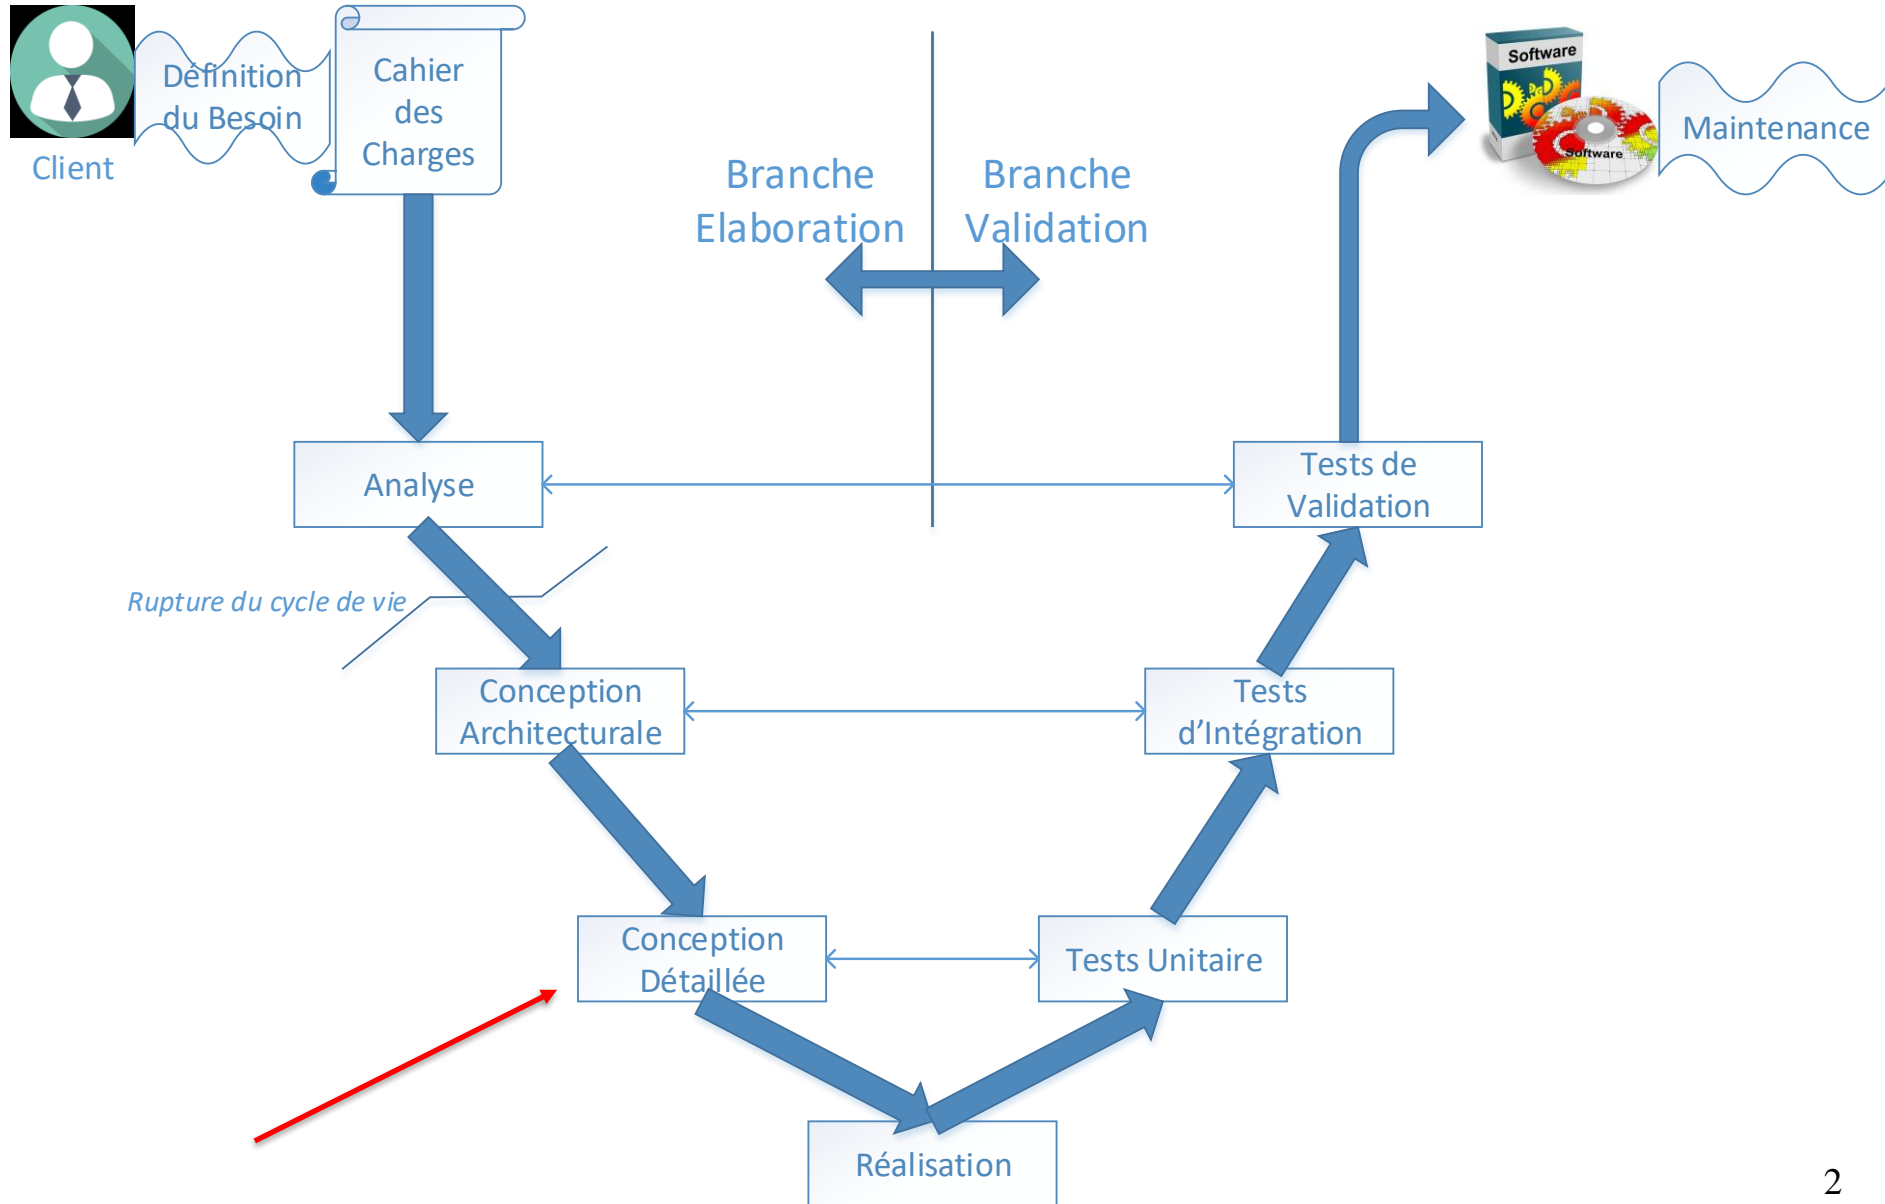 Définition
du Besoin
Client
Cahier
des
Charges
Branche
Elaboration
Branche
Validation
Software
Software
Maintenance
Analyse
Tests de
Validation
Rupture du cycle de vie
Conception
Architecturale
Tests
d'Intégration
Conception
Détaillée
Tests Unitaire
Réalisation
2